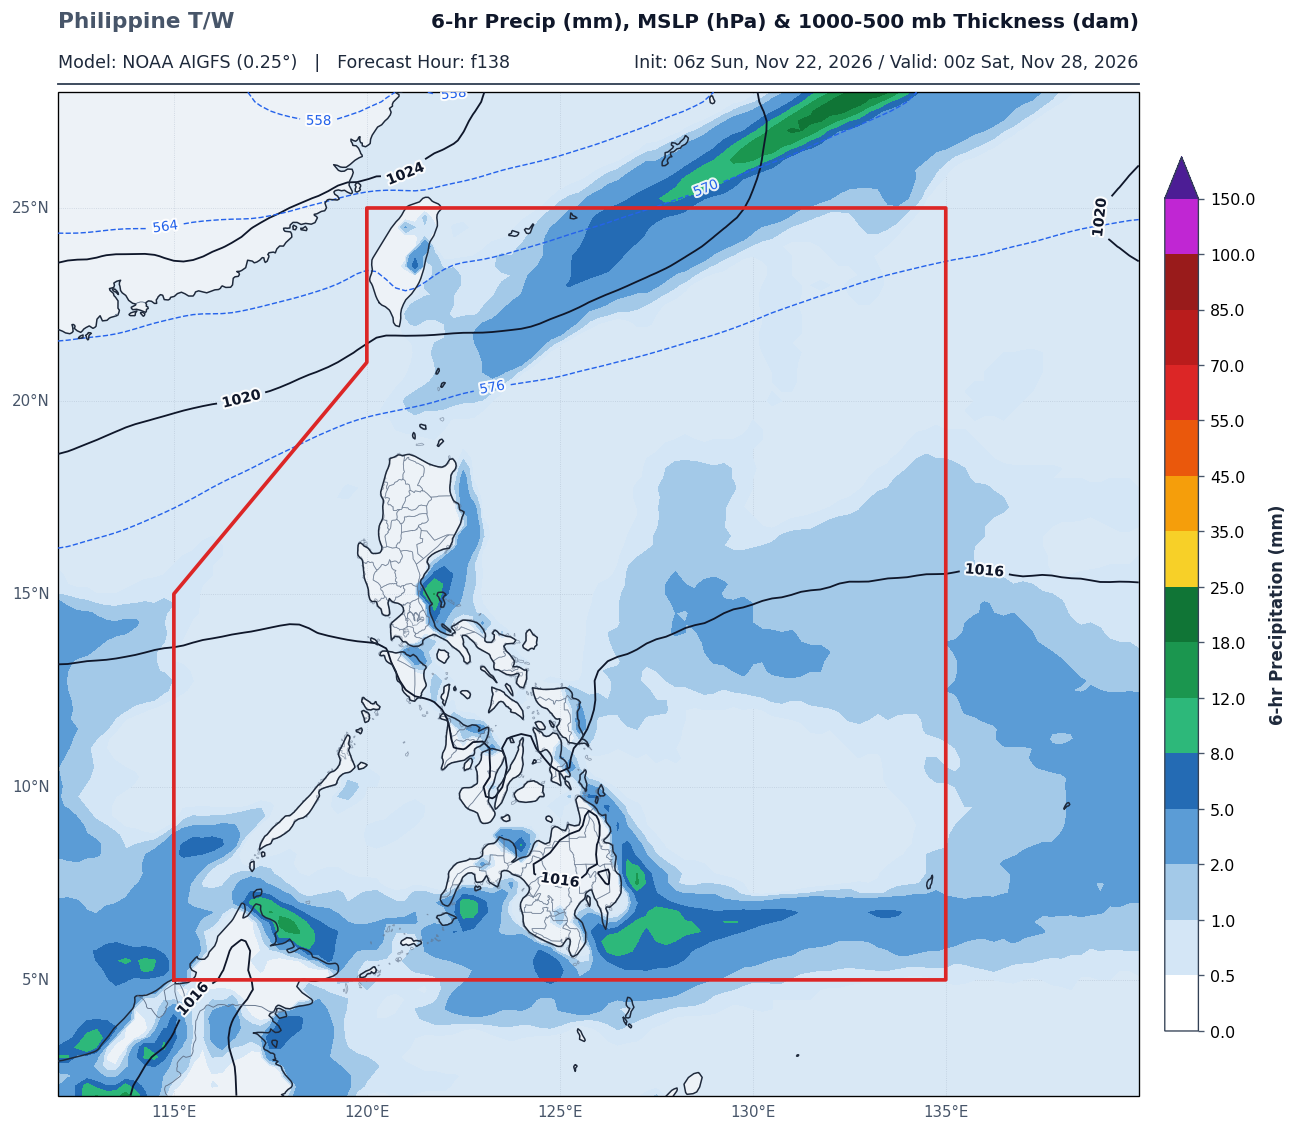 Philippine T/W
6-hr Precip (mm), MSLP (hPa) & 1000-500 mb Thickness (dam)
Model: NOAA AIGFS (0.25°)   |   Forecast Hour: f138
Init: 06z Sun, Nov 22, 2026 / Valid: 00z Sat, Nov 28, 2026
558
558
1024
570
564
1020
576
1020
1016
1016
1016
25°N
20°N
15°N
10°N
5°N
115°E
120°E
125°E
130°E
135°E
150.0
100.0
85.0
70.0
55.0
45.0
35.0
25.0
18.0
12.0
8.0
5.0
2.0
1.0
0.5
0.0
6-hr Precipitation (mm)